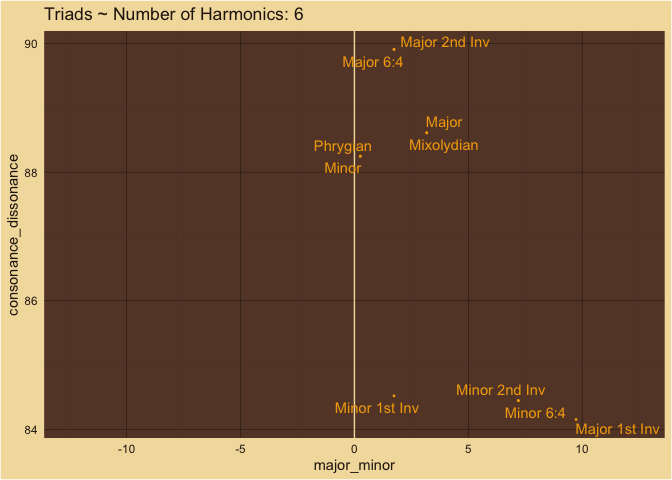 Triads ~ Number of Harmonics: 6
90
Major 2nd Inv
Major 6:4
Major
Phrygian
Mixolydian
88
Minor
consonance_dissonance
86
Minor 2nd Inv
Minor 1st Inv
Minor 6:4
84
Major 1st Inv
-10
-5
0
5
10
major_minor